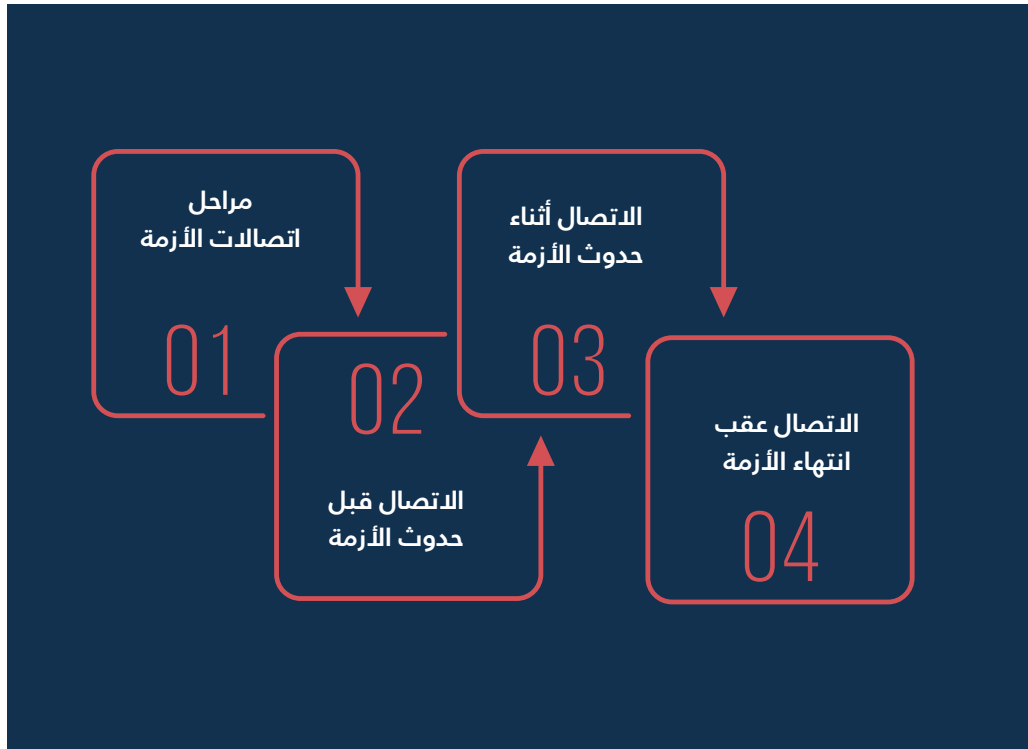 مراحل
اتصالات الأزمة
01
02
الاتصال قبل
حدوث الأزمة
الاتصال أثناء
حدوث الأزمة
03
الاتصال عقب
انتهاء الأزمة
04